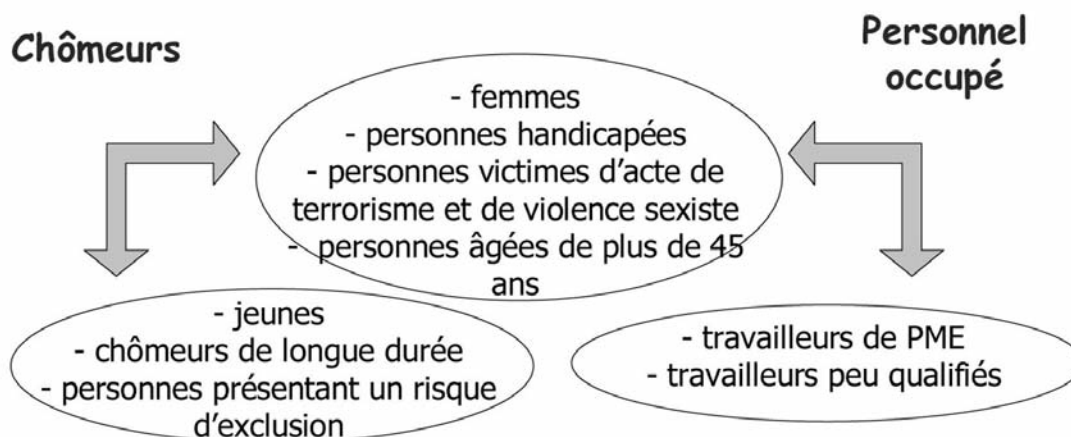 Chômeurs
Personnel
occupé
- femmes
- personnes handicapées
- personnes victimes d'acte de
terrorisme et de violence sexiste
- personnes âgées de plus de 45
ans
- jeunes
- chômeurs de longue durée
- personnes présentant un risque
d'exclusion
- travailleurs de PME
- travailleurs peu qualifiés